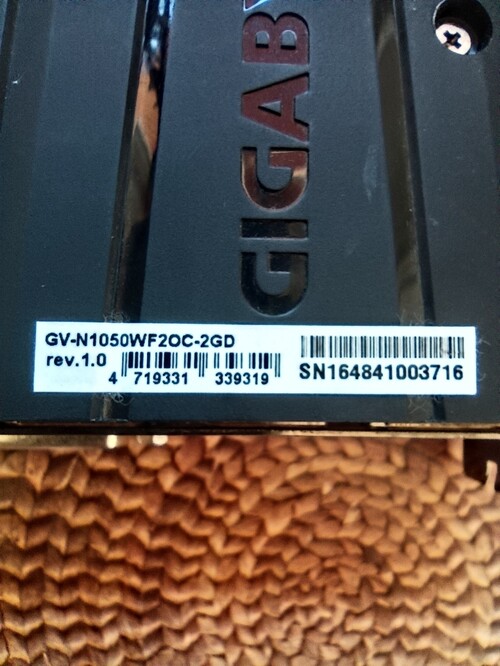 GIGAB
GV-N1050WF2OC-2GD
rev.1.0
4 719331 339319
SN164841003716